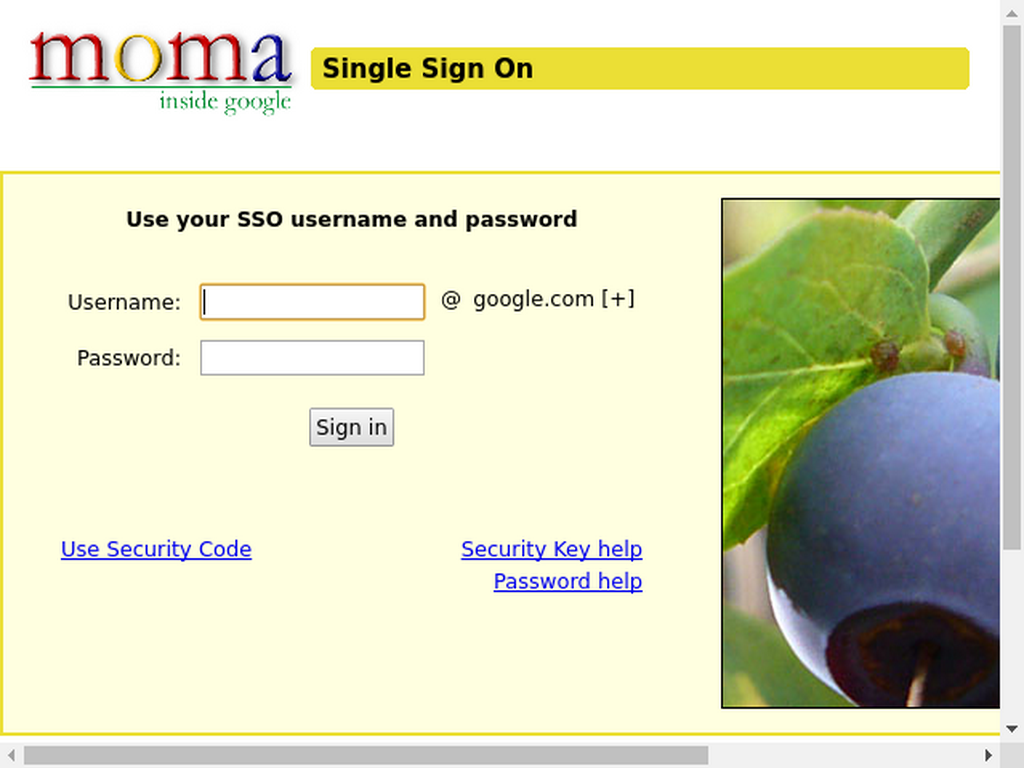 moma
inside google
Single Sign On
Use your SSO username and password
Username: @ google.com [+]
Password:
Sign in
Use Security Code Security Key help
Password help